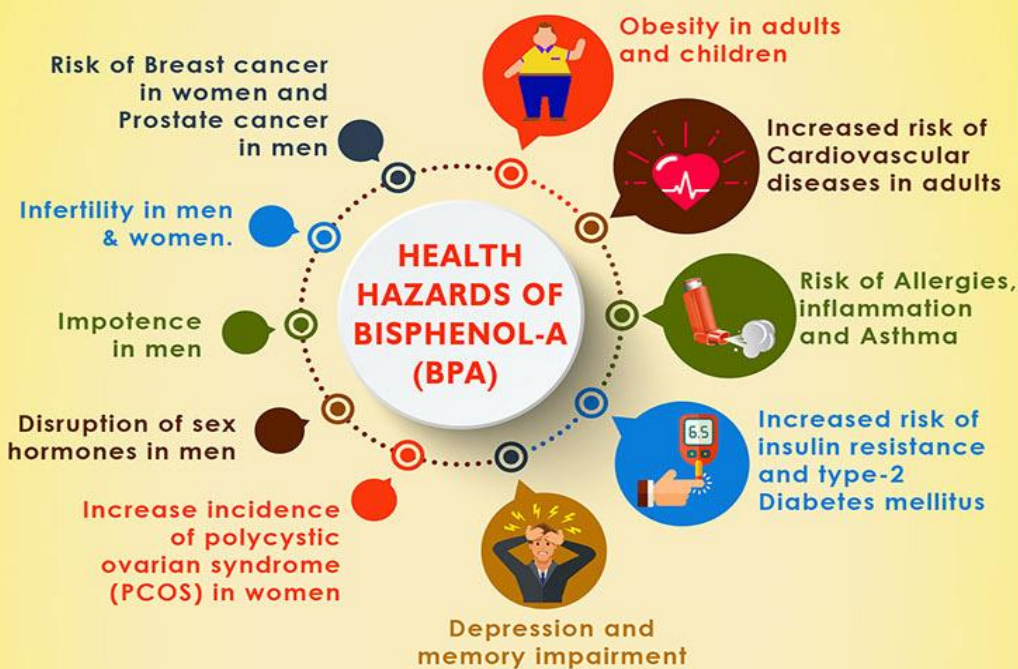 HEALTH
HAZARDS OF
BISPHENOL-A
(BPA)
Obesity in adults
and children
Increased risk of
Cardiovascular
diseases in adults
Risk of Allergies,
inflammation
and Asthma
6.5
Increased risk of
insulin resistance
and type-2
Diabetes mellitus
Depression and
memory impairment
Increase incidence
of polycystic
ovarian syndrome
(PCOS) in women
Disruption of sex
hormones in men
Impotence
in men
Infertility in men
& women.
Risk of Breast cancer
in women and
Prostate cancer
in men